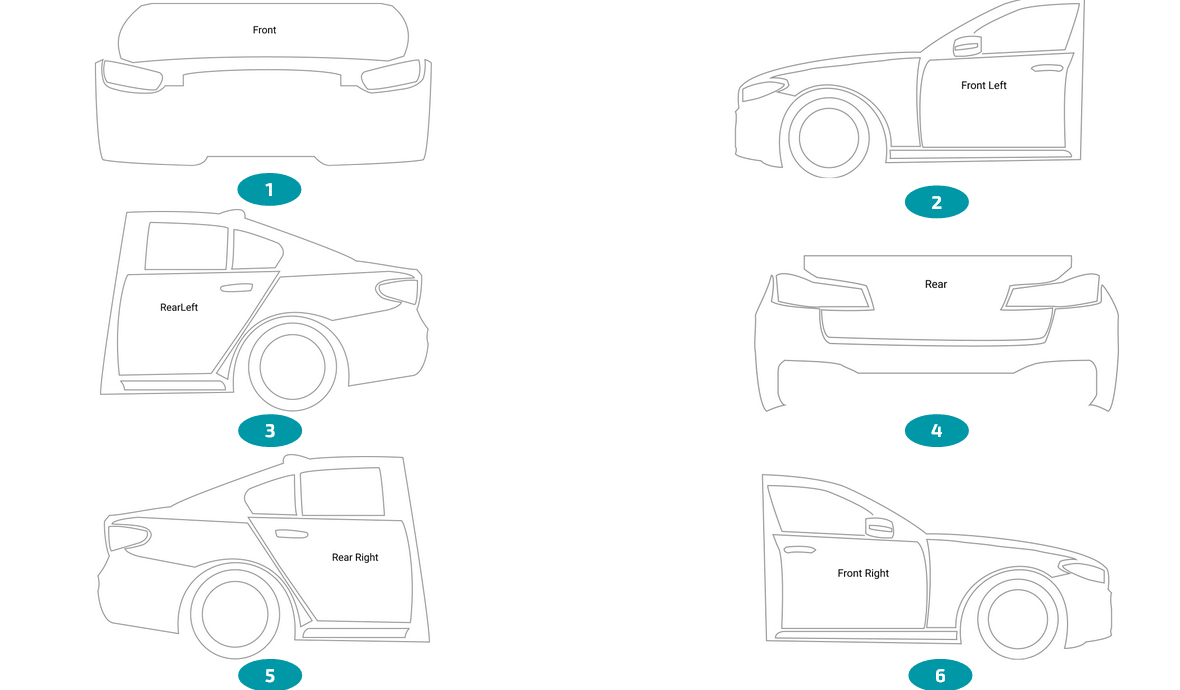 Front
1
Front Left
2
RearLeft
3
Rear
4
Rear Right
5
Front Right
6